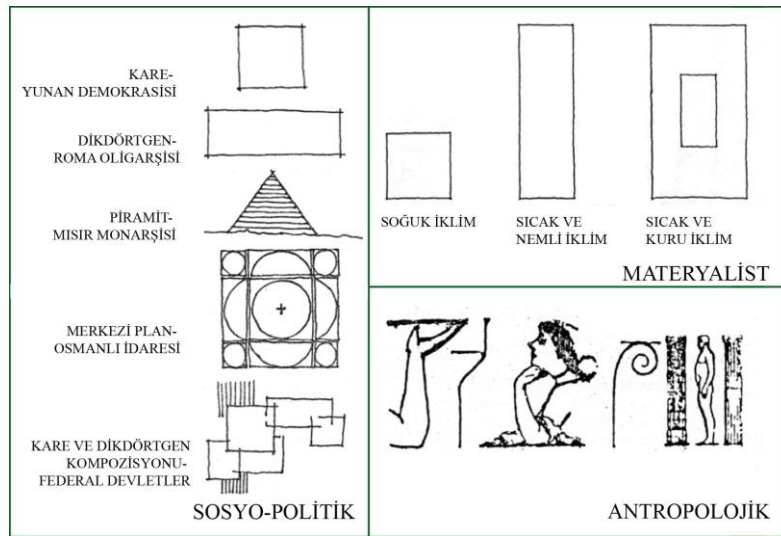 KARE-
YUNAN DEMOKRASİSİ
DİKDÖRTGEN-
ROMA OLİGARŞİSİ
PİRAMİT-
MISIR MONARŞİSİ
MERKEZİ PLAN-
OSMANLI İDARESİ
KARE VE DİKDÖRTGEN
KOMPOZİSYONU-
FEDERAL DEVLETLER
SOSYO-POLİTİK
SOĞUK İKLİM
SICAK VE
NEMLİ İKLİM
SICAK VE
KURU İKLİM
MATERYALİST
ANTROPOLOJİK